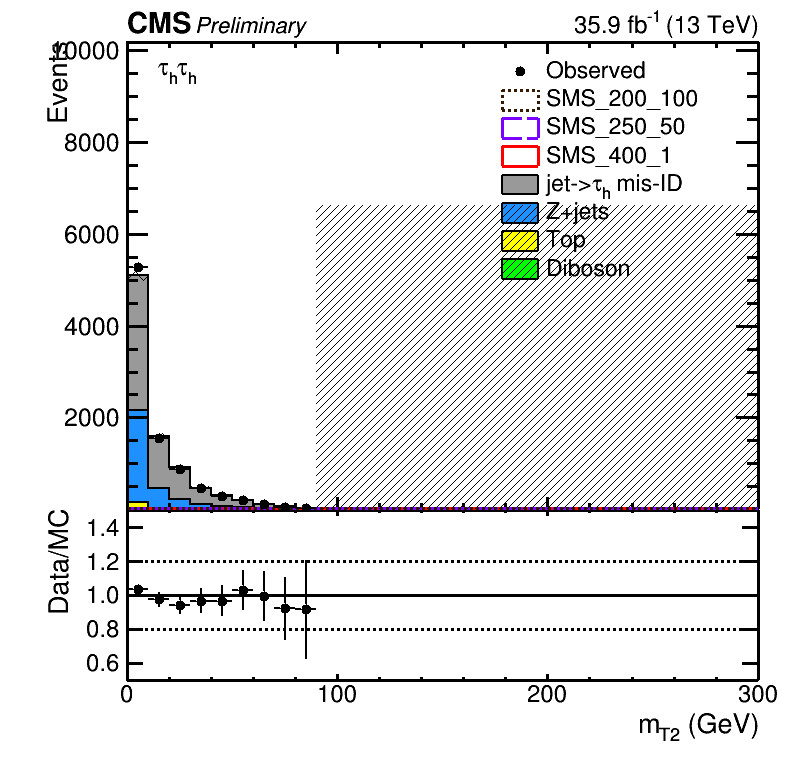 CMS Preliminary 35.9 fb⁻¹ (13 TeV)
Events
10000
8000
6000
4000
2000
τₕτₕ
Observed
SMS_200_100
SMS_250_50
SMS_400_1
jet->τₕ mis-ID
Z+jets
Top
Diboson
Data/MC
1.4
1.2
1.0
0.8
0.6
0 100 200 300
m_T2 (GeV)